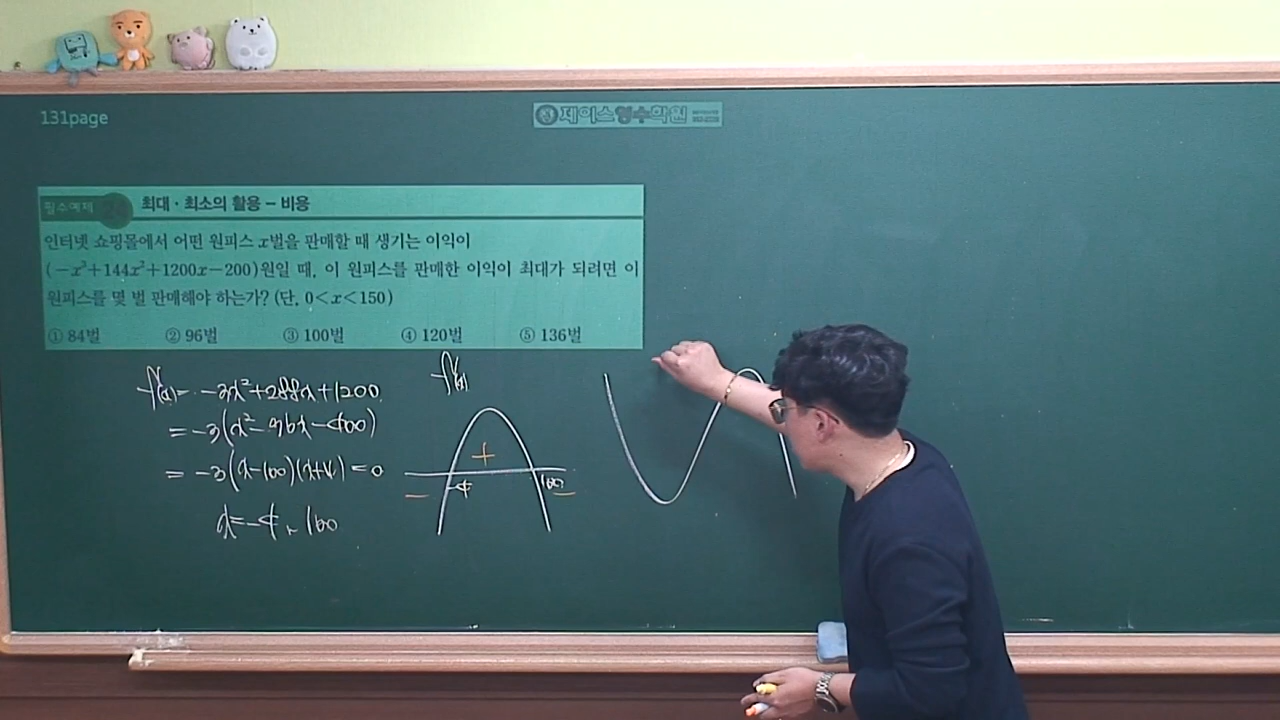 131page
제이스영수학원
필수예제
최대·최소의 활용 - 비용
인터넷 쇼핑몰에서 어떤 원피스 x벌을 판매할 때 생기는 이익이
(-x³+144x²+1200x-200)원일 때, 이 원피스를 판매한 이익이 최대가 되려면 이
원피스를 몇 벌 판매해야 하는가? (단, 0<x<150)
① 84벌 ② 96벌 ③ 100벌 ④ 120벌 ⑤ 136벌
f'(x)= -3x²+288x+1200
= -3(x²-96x-400)
= -3(x-100)(x+4)=0
x=-4, 100
f'(x)
+
- -4 100 -